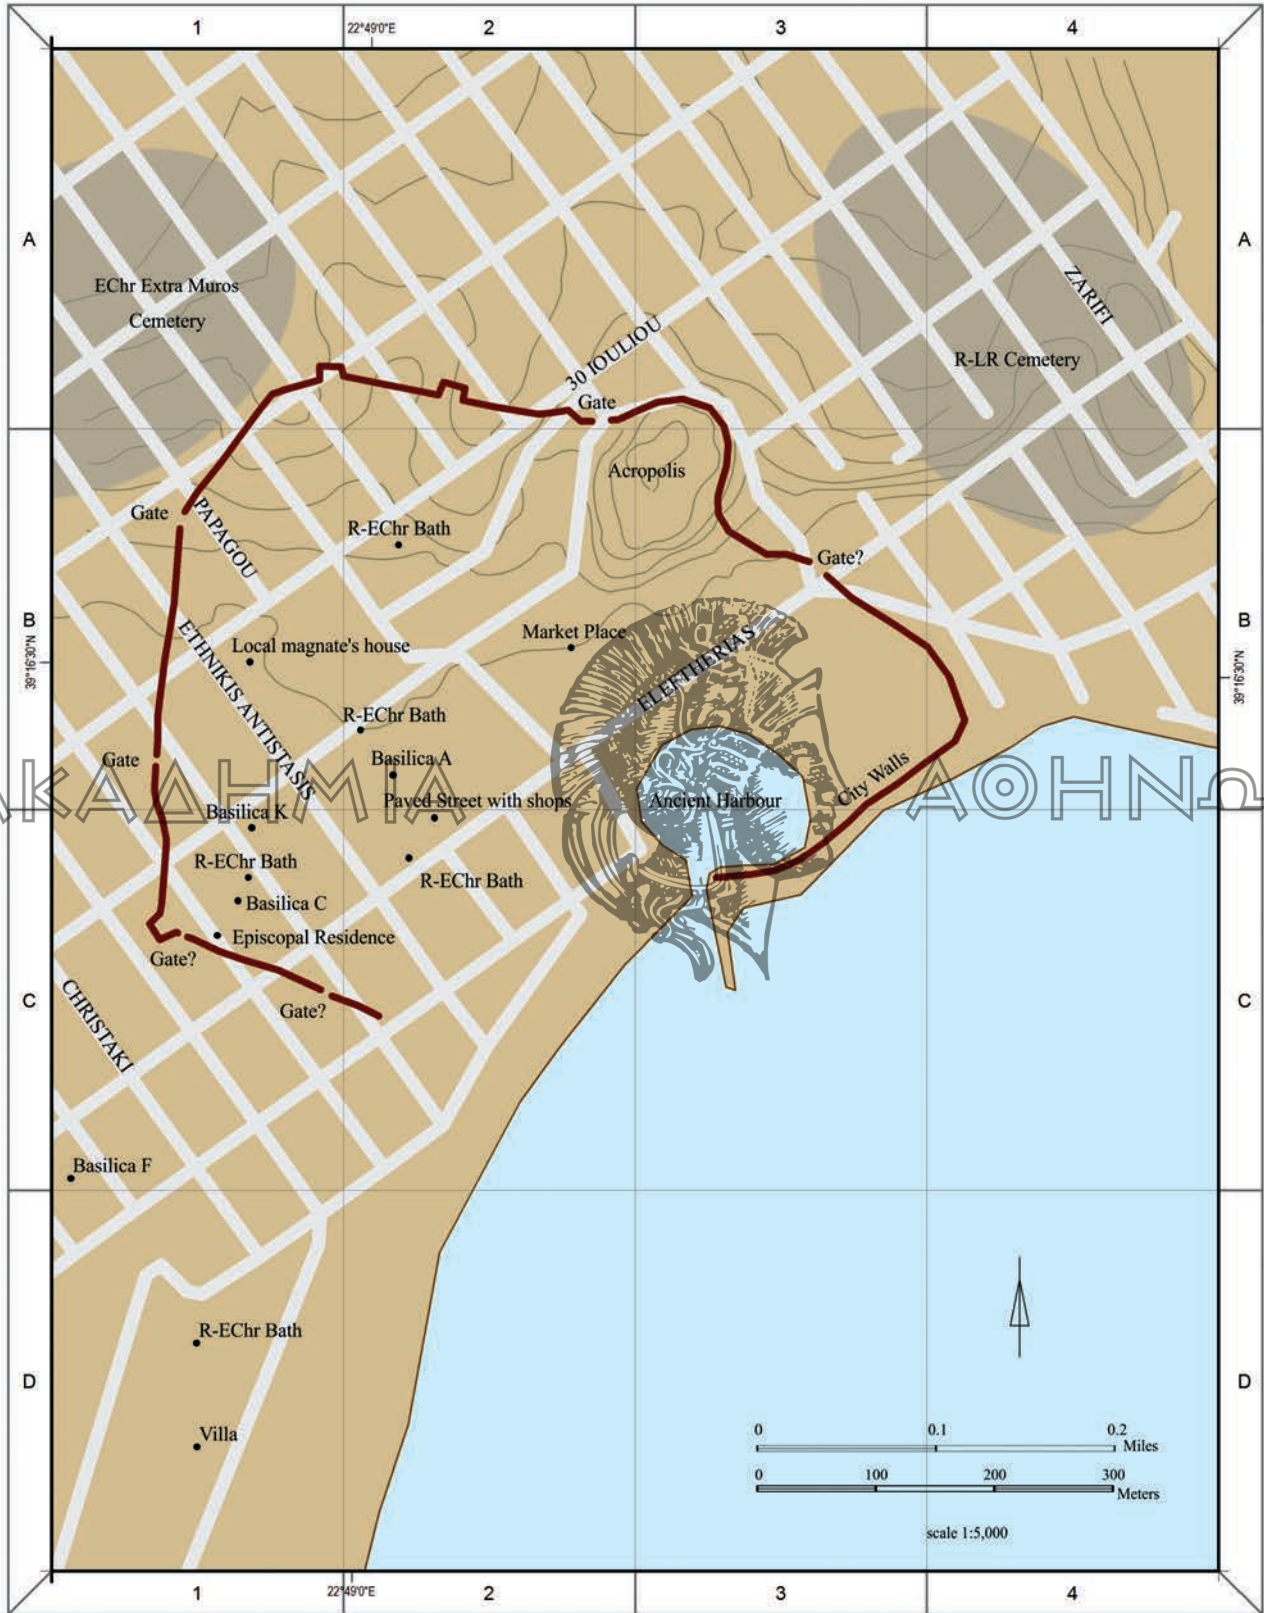 1
22°49'0"E
2
3
4
A
A
ZARIFI
EChr Extra Muros
Cemetery
30 IOULIOU
R-LR Cemetery
Gate
Acropolis
Gate
PAPAGOU
R-EChr Bath
Gate?
B
B
ETHNIKIS ANTISTASIS
Local magnate's house
Market Place
ELEFTHERIAS
39°16'30"N
39°16'30"N
R-EChr Bath
Gate
Basilica A
City Walls
ΑΚΑΔΗΜΙΑ
ΑΘΗΝΩ
Paved Street with shops
Ancient Harbour
Basilica K
R-EChr Bath
R-EChr Bath
Basilica C
Episcopal Residence
Gate?
C
C
CHRISTAKI
Gate?
Basilica F
R-EChr Bath
D
D
Villa
0 0.1 0.2
Miles
0 100 200 300
Meters
scale 1:5,000
1
22°49'0"E
2
3
4